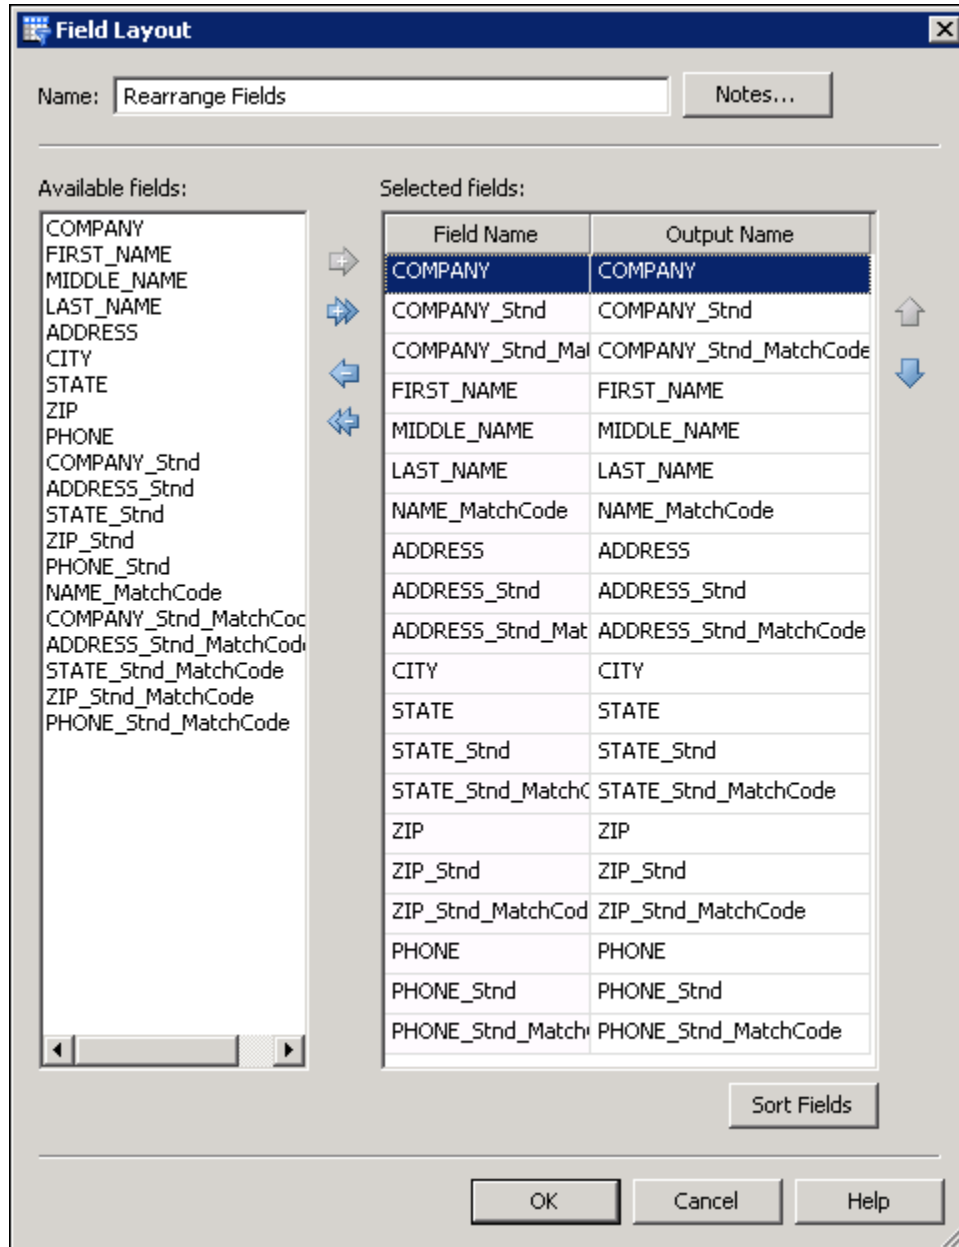 Field Layout
Name: Rearrange Fields Notes...
Available fields:
COMPANY
FIRST_NAME
MIDDLE_NAME
LAST_NAME
ADDRESS
CITY
STATE
ZIP
PHONE
COMPANY_Stnd
ADDRESS_Stnd
STATE_Stnd
ZIP_Stnd
PHONE_Stnd
NAME_MatchCode
COMPANY_Stnd_MatchCoc
ADDRESS_Stnd_MatchCod
STATE_Stnd_MatchCode
ZIP_Stnd_MatchCode
PHONE_Stnd_MatchCode
Selected fields:
Field Name Output Name
COMPANY COMPANY
COMPANY_Stnd COMPANY_Stnd
COMPANY_Stnd_Mat COMPANY_Stnd_MatchCode
FIRST_NAME FIRST_NAME
MIDDLE_NAME MIDDLE_NAME
LAST_NAME LAST_NAME
NAME_MatchCode NAME_MatchCode
ADDRESS ADDRESS
ADDRESS_Stnd ADDRESS_Stnd
ADDRESS_Stnd_Mat ADDRESS_Stnd_MatchCode
CITY CITY
STATE STATE
STATE_Stnd STATE_Stnd
STATE_Stnd_MatchC STATE_Stnd_MatchCode
ZIP ZIP
ZIP_Stnd ZIP_Stnd
ZIP_Stnd_MatchCod ZIP_Stnd_MatchCode
PHONE PHONE
PHONE_Stnd PHONE_Stnd
PHONE_Stnd_Match PHONE_Stnd_MatchCode
Sort Fields
OK Cancel Help